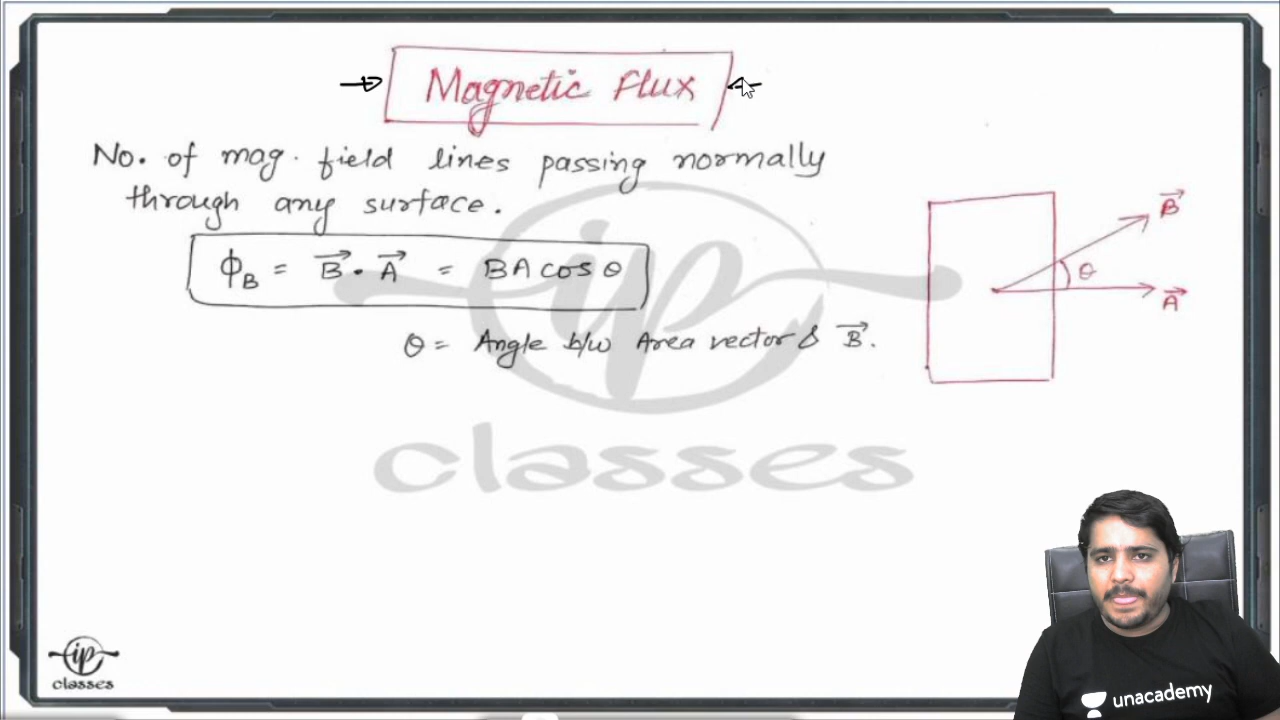 Magnetic Flux
No. of mag. field lines passing normally
through any surface.
ϕB = B⃗ • A⃗ = BA cos θ
θ = Angle b/w Area vector & B⃗.
B⃗
θ
A⃗
ip
classes
ip
classes
unacademy